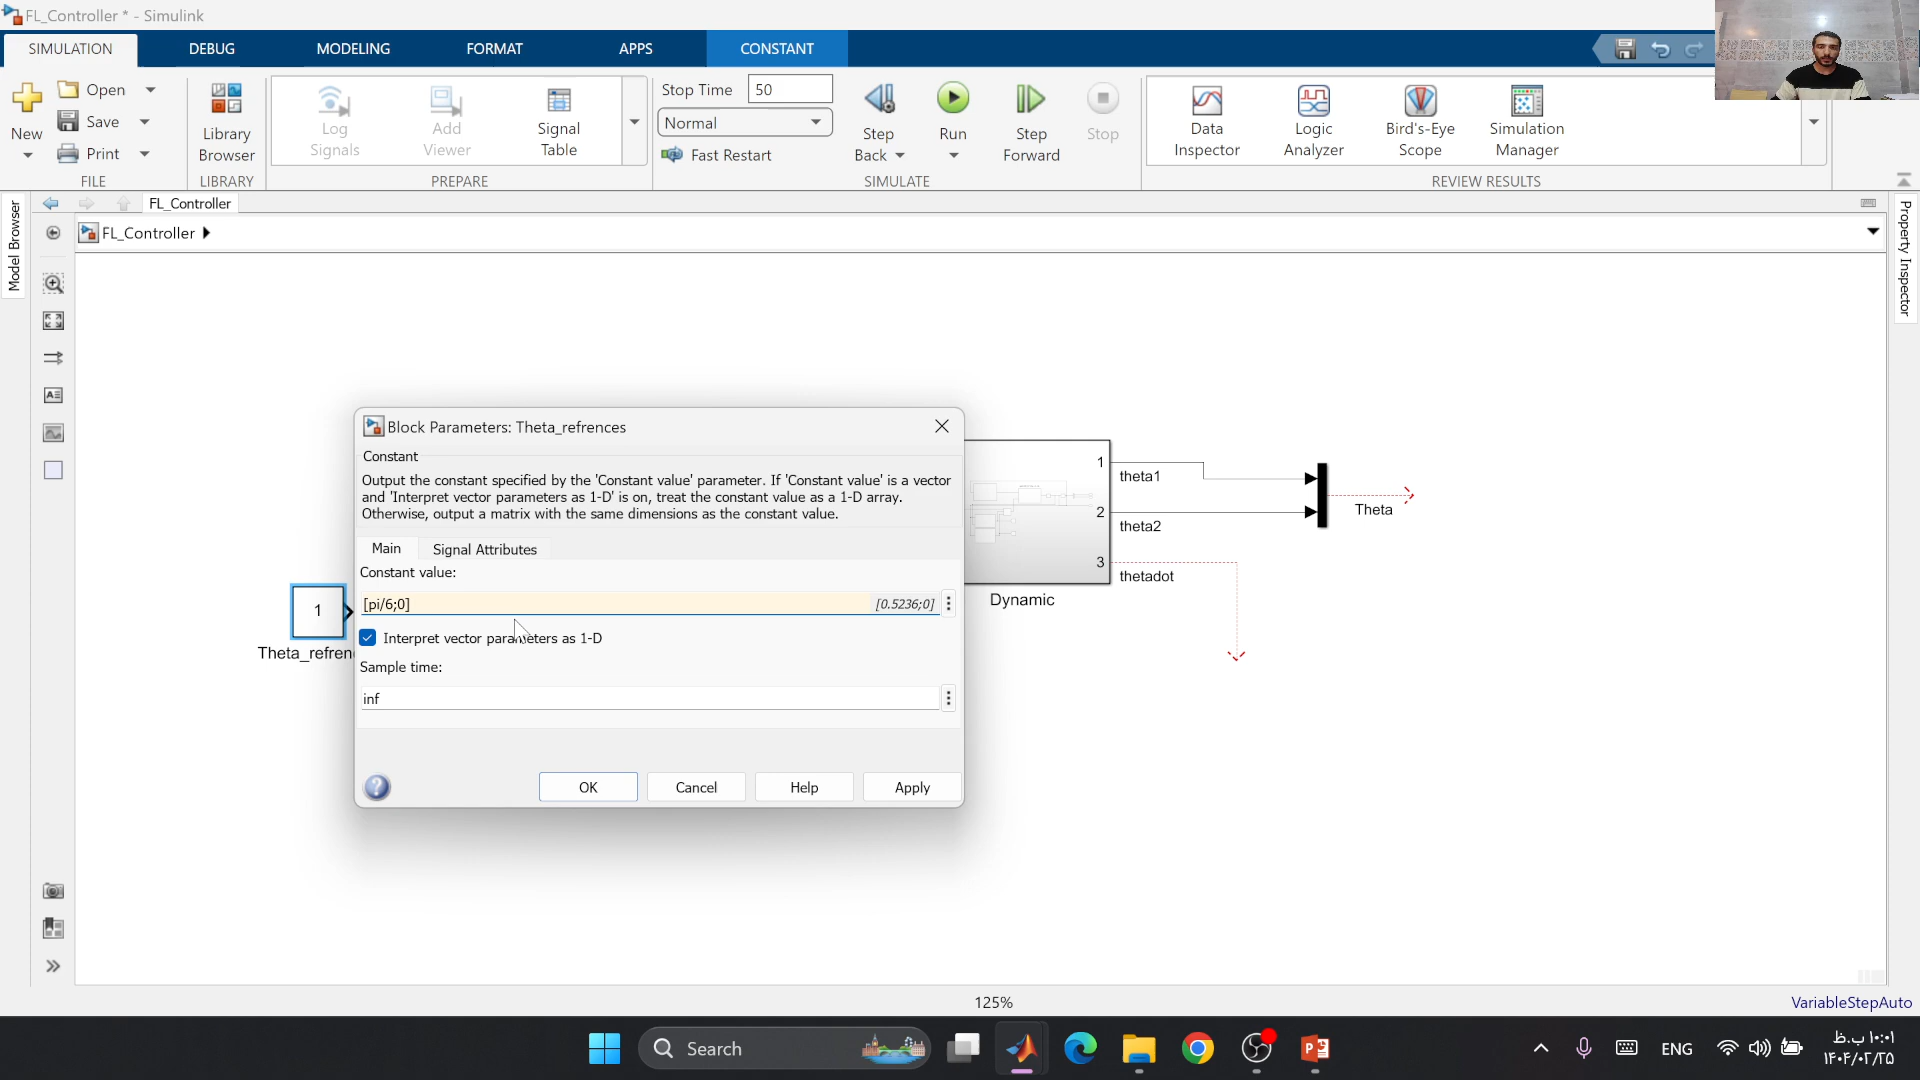 FL_Controller * - Simulink
SIMULATION
DEBUG
MODELING
FORMAT
APPS
CONSTANT
New
Open
Save
Print
FILE
Library
Browser
LIBRARY
Log
Signals
Add
Viewer
Signal
Table
PREPARE
Stop Time
50
Normal
Fast Restart
Step
Back
Run
Step
Forward
Stop
SIMULATE
Data
Inspector
Logic
Analyzer
Bird's-Eye
Scope
Simulation
Manager
REVIEW RESULTS
Model Browser
FL_Controller
FL_Controller
Property Inspector
Block Parameters: Theta_refrences
Constant
Output the constant specified by the 'Constant value' parameter. If 'Constant value' is a vector
and 'Interpret vector parameters as 1-D' is on, treat the constant value as a 1-D array.
Otherwise, output a matrix with the same dimensions as the constant value.
Main
Signal Attributes
Constant value:
[pi/6;0]
[0.5236;0]
Interpret vector parameters as 1-D
Sample time:
inf
OK
Cancel
Help
Apply
1
Theta_refren
1
theta1
2
theta2
3
thetadot
Dynamic
Theta
125%
VariableStepAuto
Search
ENG
۱۰:۰۱ ب.ظ
۱۴۰۴/۰۲/۲۵